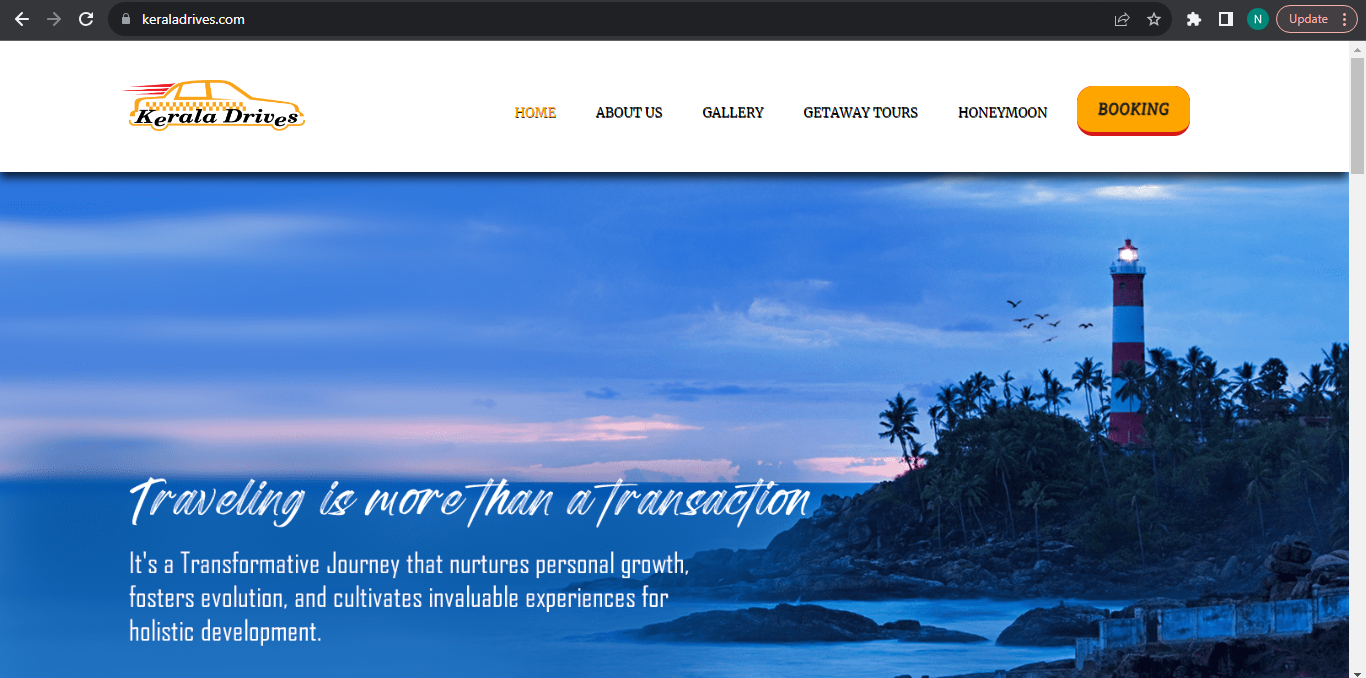 keraladrives.com
N
Update
Kerala Drives
HOME ABOUT US GALLERY GETAWAY TOURS HONEYMOON BOOKING
Traveling is more than a transaction
It's a Transformative Journey that nurtures personal growth,
fosters evolution, and cultivates invaluable experiences for
holistic development.